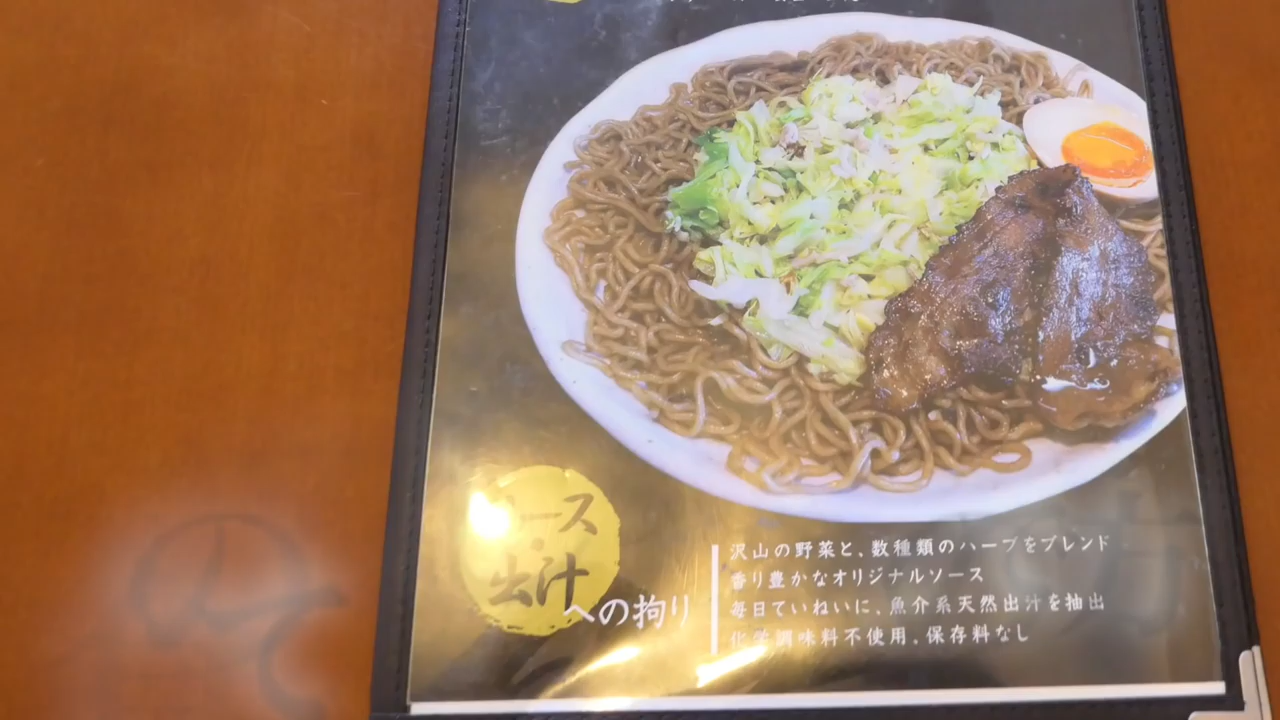 ソース
・
出汁
への拘り
沢山の野菜と、数種類のハーブをブレンド
香り豊かなオリジナルソース
毎日ていねいに、魚介系天然出汁を抽出
化学調味料不使用。保存料なし